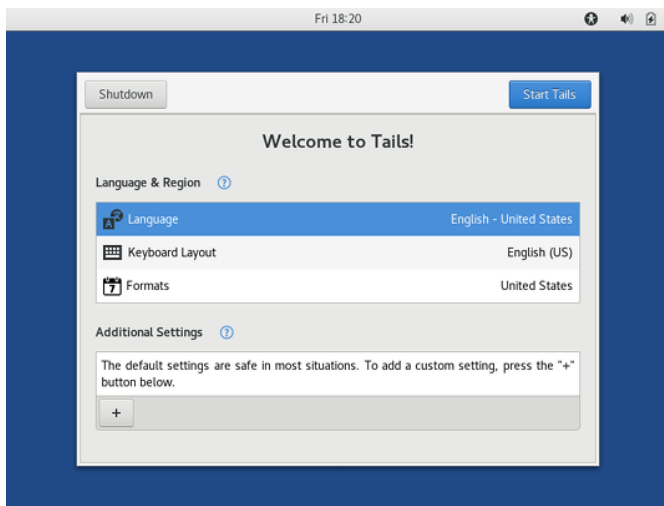 Fri 18:20
Shutdown
Start Tails
Welcome to Tails!
Language & Region ?
Language English - United States
Keyboard Layout English (US)
7 Formats United States
Additional Settings ?
The default settings are safe in most situations. To add a custom setting, press the "+"
button below.
+